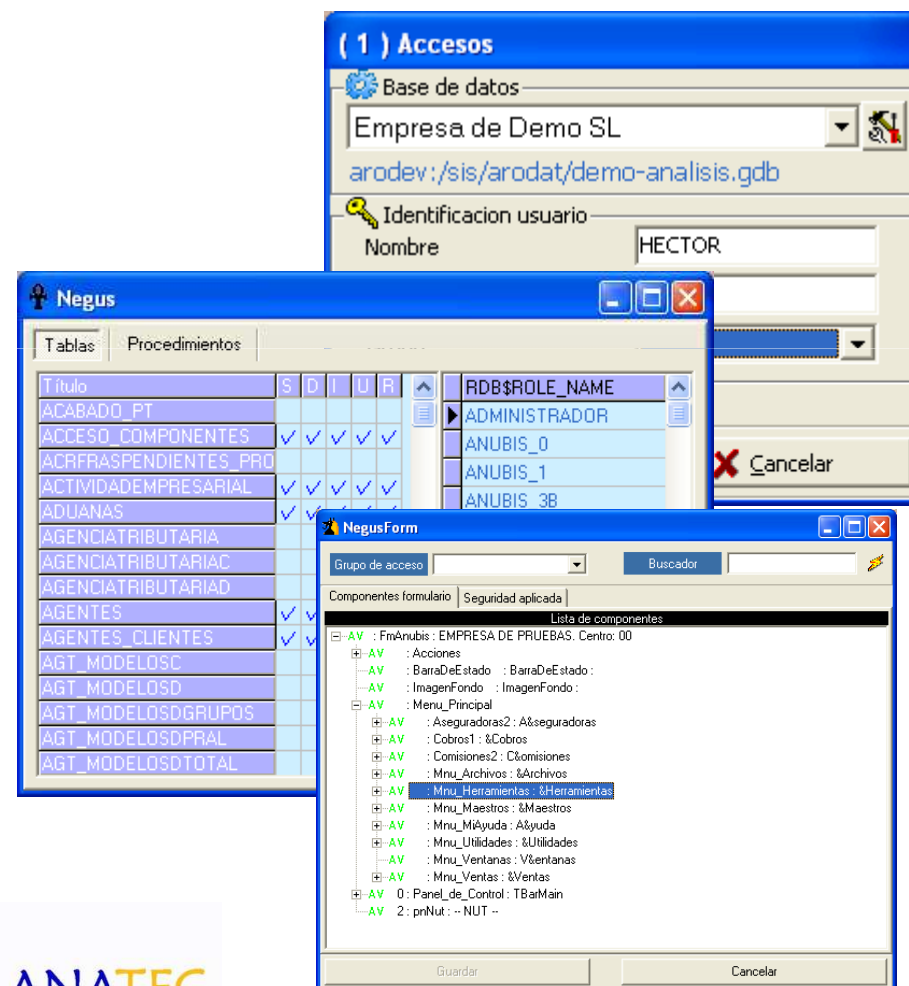 ( 1 ) Accesos
Base de datos
Empresa de Demo SL
arodev:/sis/arodat/demo-analisis.gdb
Identificacion usuario
Nombre HECTOR
Cancelar
Negus
Tablas Procedimientos
Título S D I U R
ACABADO_PT
ACCESO_COMPONENTES
ACRFRASPENDIENTES_PRO
ACTIVIDADEMPRESARIAL
ADUANAS
AGENCIATRIBUTARIA
AGENCIATRIBUTARIAC
AGENCIATRIBUTARIAD
AGENTES
AGENTES_CLIENTES
AGT_MODELOSC
AGT_MODELOSD
AGT_MODELOSDGRUPOS
AGT_MODELOSDPRAL
AGT_MODELOSDTOTAL
RDB$ROLE_NAME
ADMINISTRADOR
ANUBIS_0
ANUBIS_1
ANUBIS_3B
NegusForm
Grupo de acceso Buscador
Componentes formulario Seguridad aplicada
Lista de componentes
AV : FmAnubis : EMPRESA DE PRUEBAS. Centro: 00
AV : Acciones
AV : BarraDeEstado : BarraDeEstado :
AV : ImagenFondo : ImagenFondo :
AV : Menu_Principal
AV : Aseguradoras2 : A&seguradoras
AV : Cobros1 : &Cobros
AV : Comisiones2 : C&omisiones
AV : Mnu_Archivos : &Archivos
AV : Mnu_Herramientas : &Herramientas
AV : Mnu_Maestros : &Maestros
AV : Mnu_MiAyuda : A&yuda
AV : Mnu_Utilidades : &Utilidades
AV : Mnu_Ventanas : V&entanas
AV : Mnu_Ventas : &Ventas
AV 0 : Panel_de_Control : TBarMain
AV 2 : pnNut : -- NUT --
Guardar Cancelar
ANATEC